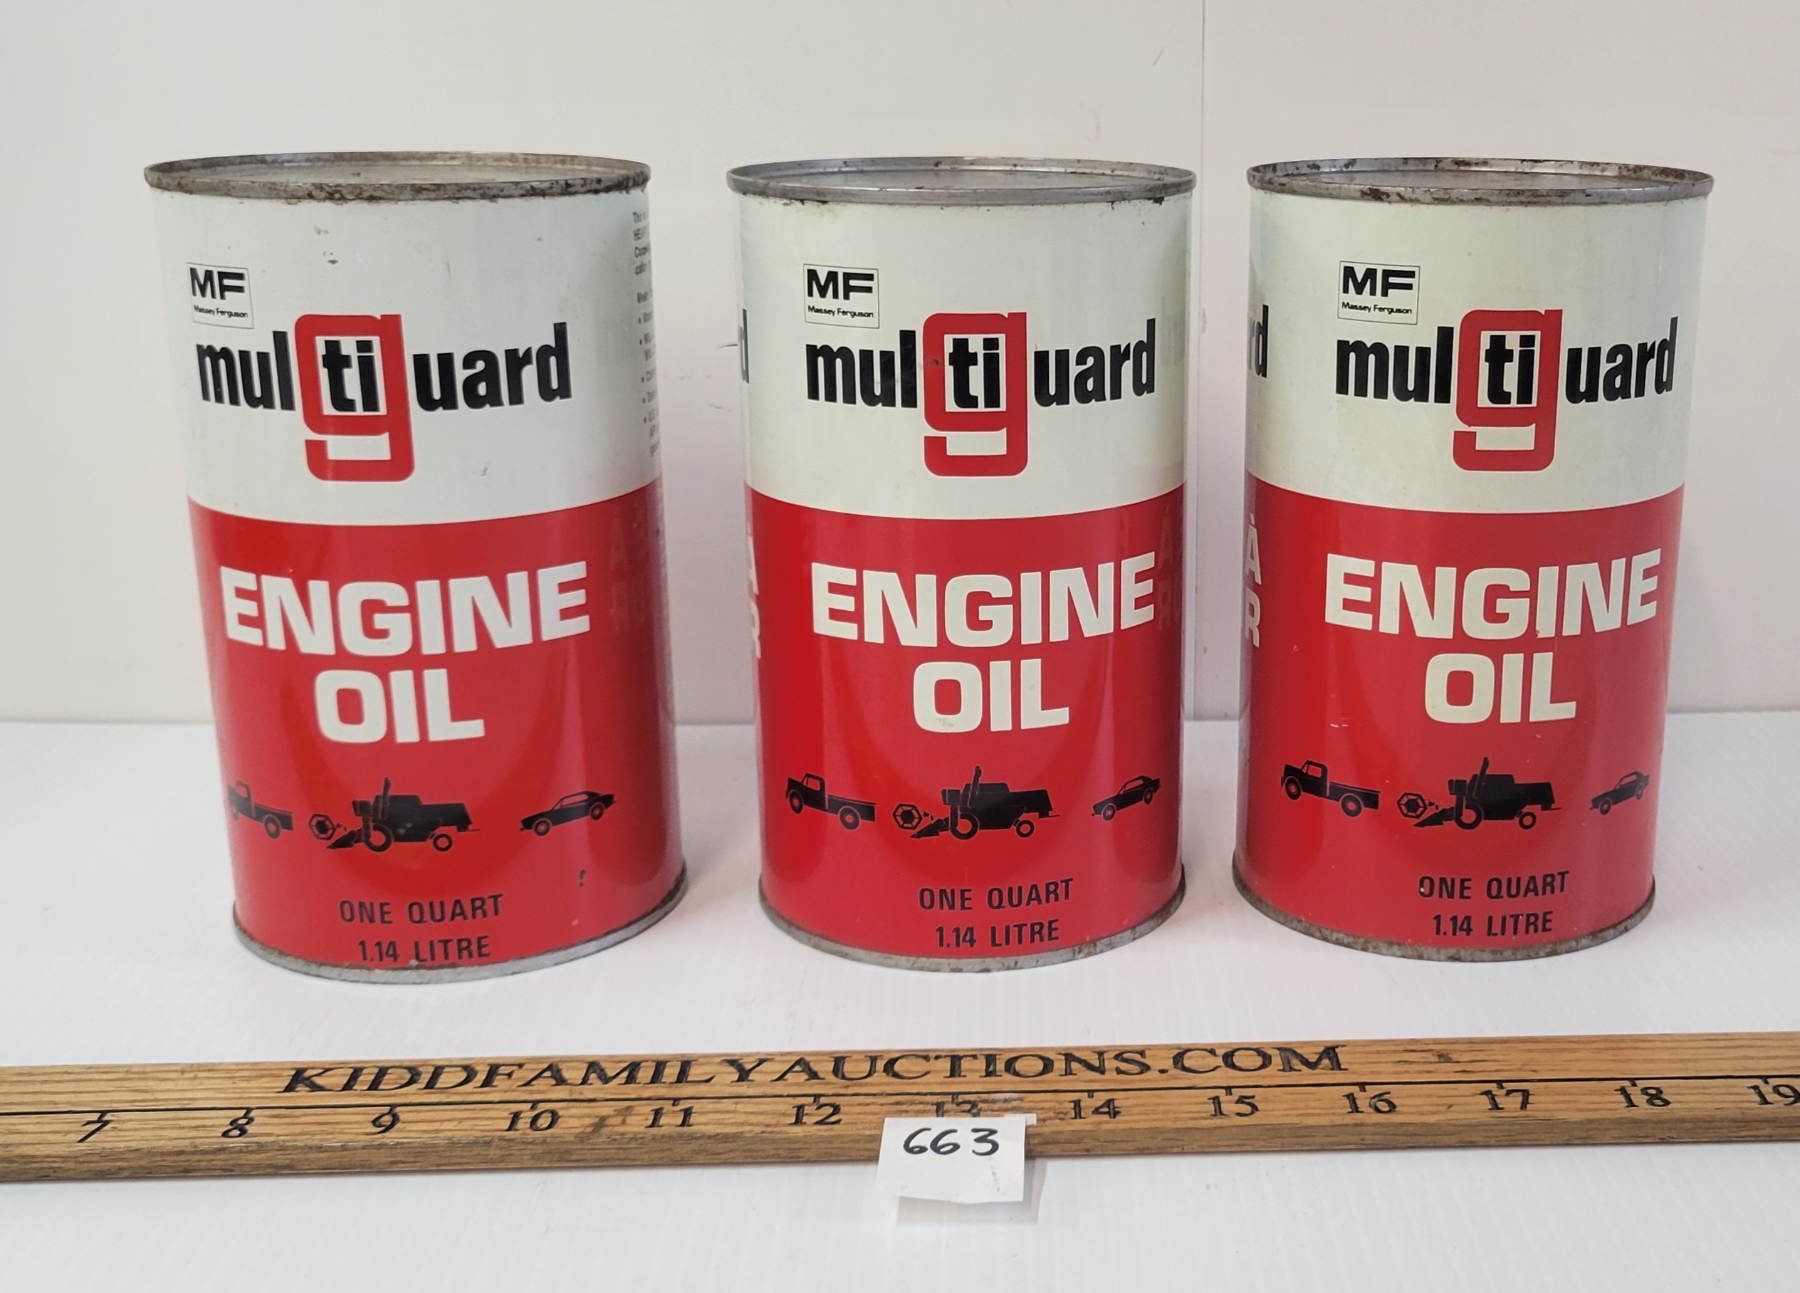 MF
Massey Ferguson
multiguard
ENGINE
OIL
ONE QUART
1.14 LITRE
MF
Massey Ferguson
multiguard
ENGINE
OIL
ONE QUART
1.14 LITRE
MF
Massey Ferguson
multiguard
ENGINE
OIL
ONE QUART
1.14 LITRE
KIDDFAMILYAUCTIONS.COM
7 8 9 10 11 12 13 14 15 16 17 18 19
663